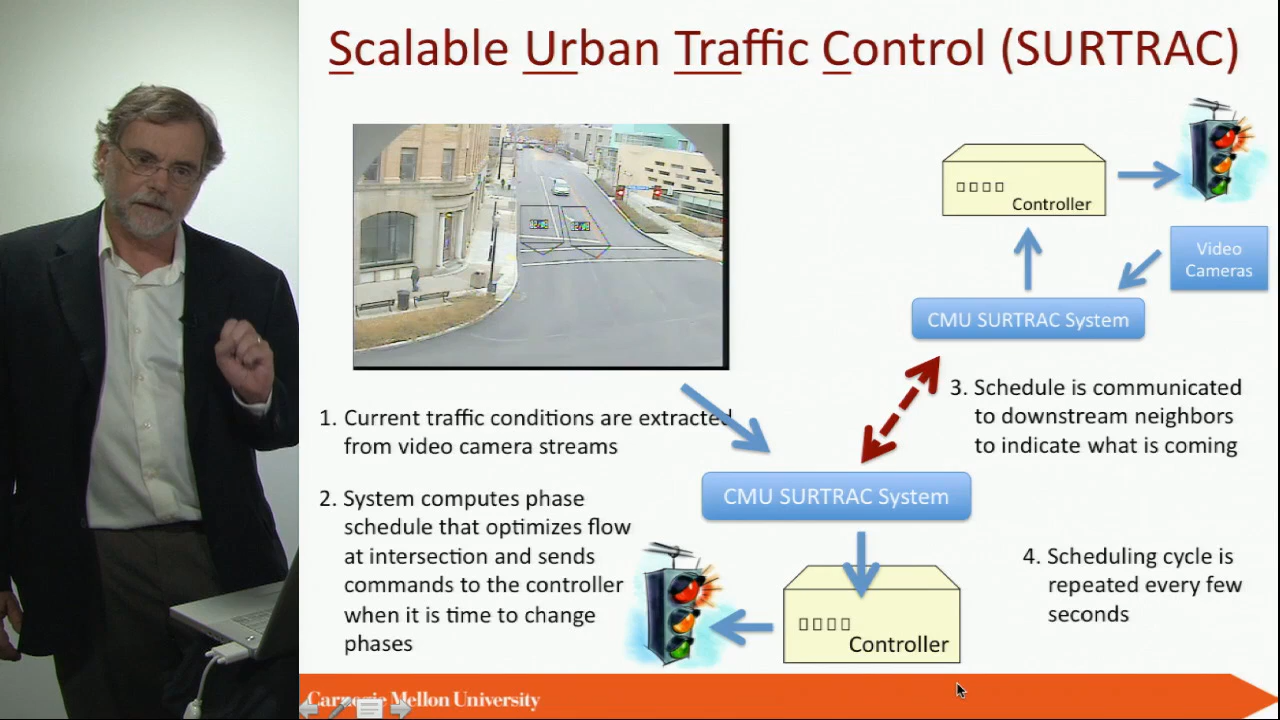 Scalable Urban Traffic Control (SURTRAC)
Controller
Video
Cameras
CMU SURTRAC System
1. Current traffic conditions are extracted
from video camera streams
3. Schedule is communicated
to downstream neighbors
to indicate what is coming
2. System computes phase
schedule that optimizes flow
at intersection and sends
commands to the controller
when it is time to change
phases
CMU SURTRAC System
4. Scheduling cycle is
repeated every few
seconds
Controller
Carnegie Mellon University